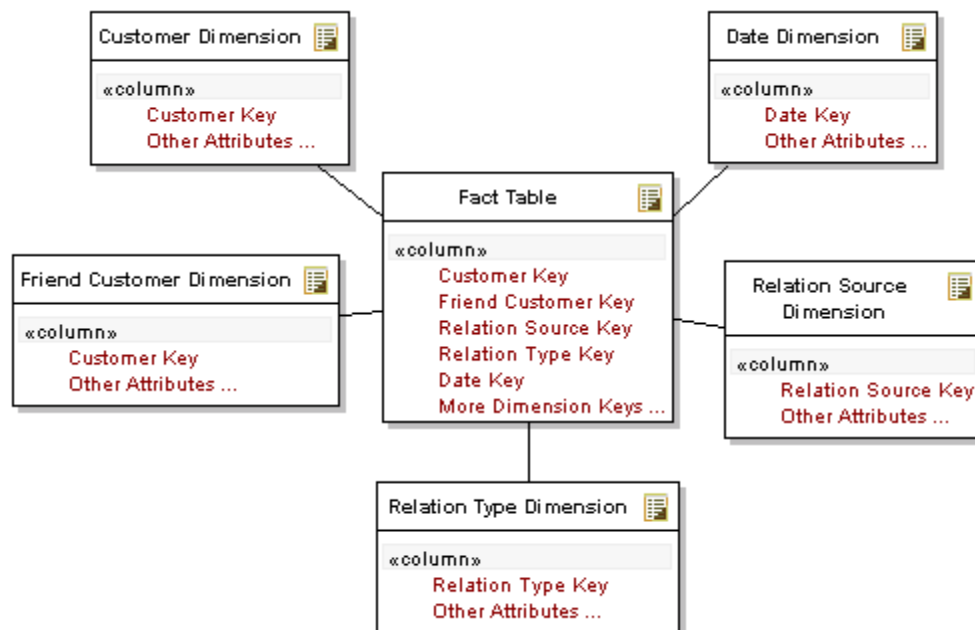 Customer Dimension
«column»
Customer Key
Other Attributes ...
Date Dimension
«column»
Date Key
Other Atributes ...
Fact Table
«column»
Customer Key
Friend Customer Key
Relation Source Key
Relation Type Key
Date Key
More Dimension Keys ...
Friend Customer Dimension
«column»
Customer Key
Other Attributes ...
Relation Source
Dimension
«column»
Relation Source Key
Other Attributes ...
Relation Type Dimension
«column»
Relation Type Key
Other Attributes ...